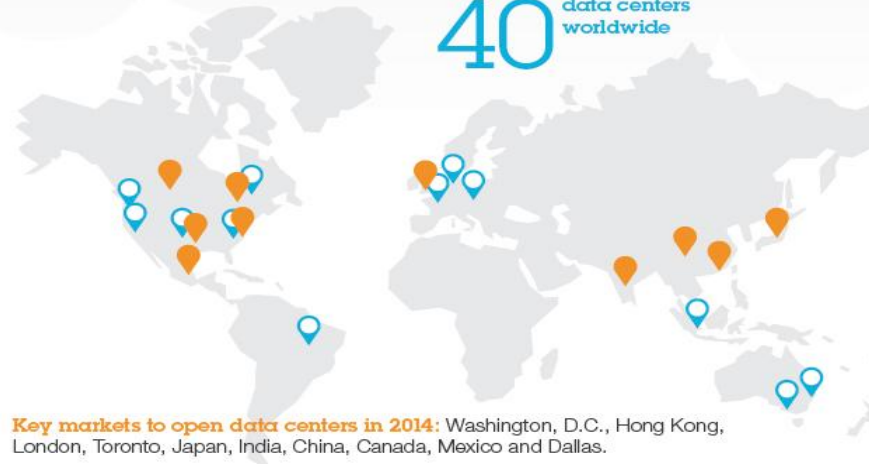 40
data centers
worldwide
Key markets to open data centers in 2014: Washington, D.C., Hong Kong,
London, Toronto, Japan, India, China, Canada, Mexico and Dallas.